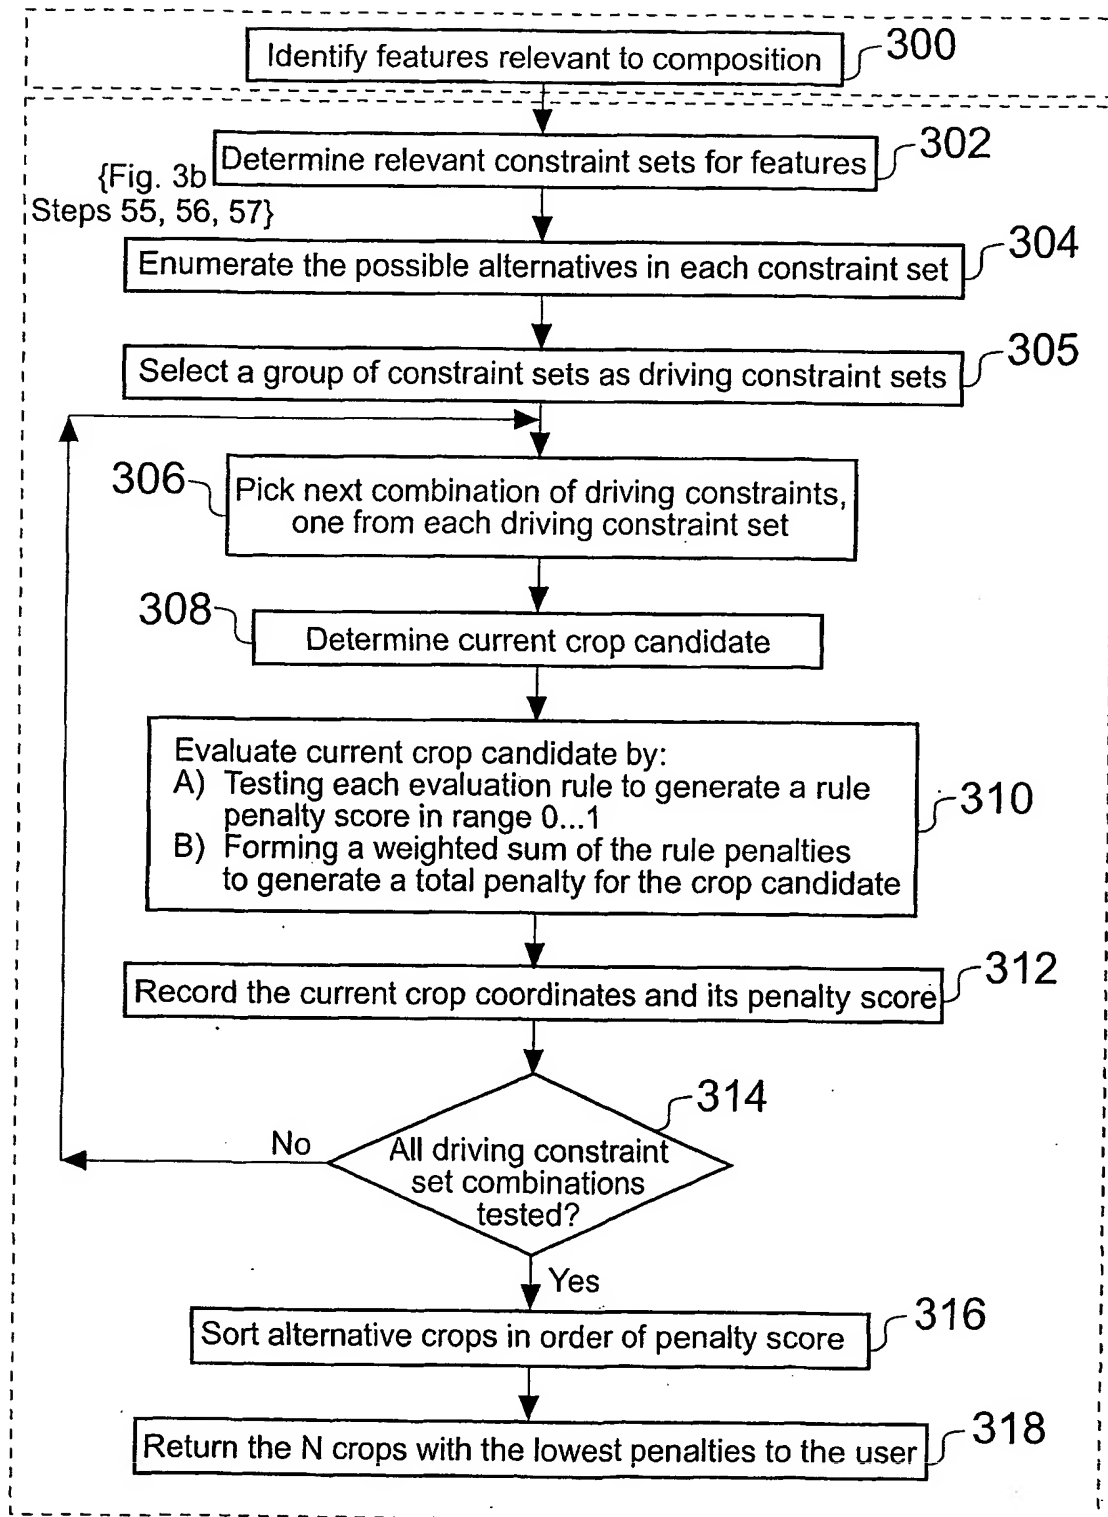 Identify features relevant to composition
300
Determine relevant constraint sets for features
302
{Fig. 3b
Steps 55, 56, 57}
Enumerate the possible alternatives in each constraint set
304
Select a group of constraint sets as driving constraint sets
305
306
Pick next combination of driving constraints,
one from each driving constraint set
308
Determine current crop candidate
Evaluate current crop candidate by:
A) Testing each evaluation rule to generate a rule
penalty score in range 0...1
B) Forming a weighted sum of the rule penalties
to generate a total penalty for the crop candidate
310
Record the current crop coordinates and its penalty score
312
314
No
All driving constraint
set combinations
tested?
Yes
Sort alternative crops in order of penalty score
316
Return the N crops with the lowest penalties to the user
318